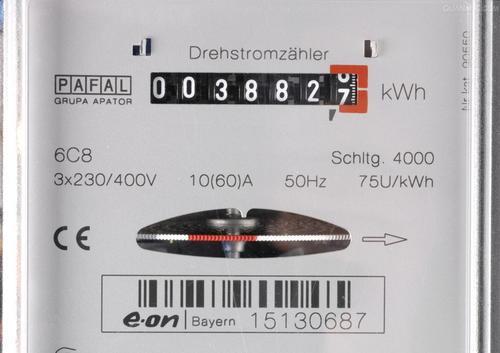 Drehstromzähler
PAFAL
GRUPA APATOR
0038827 kWh
6C8
Schltg. 4000
3x230/400V 10(60)A 50Hz 75U/kWh
CE
e·on Bayern 15130687